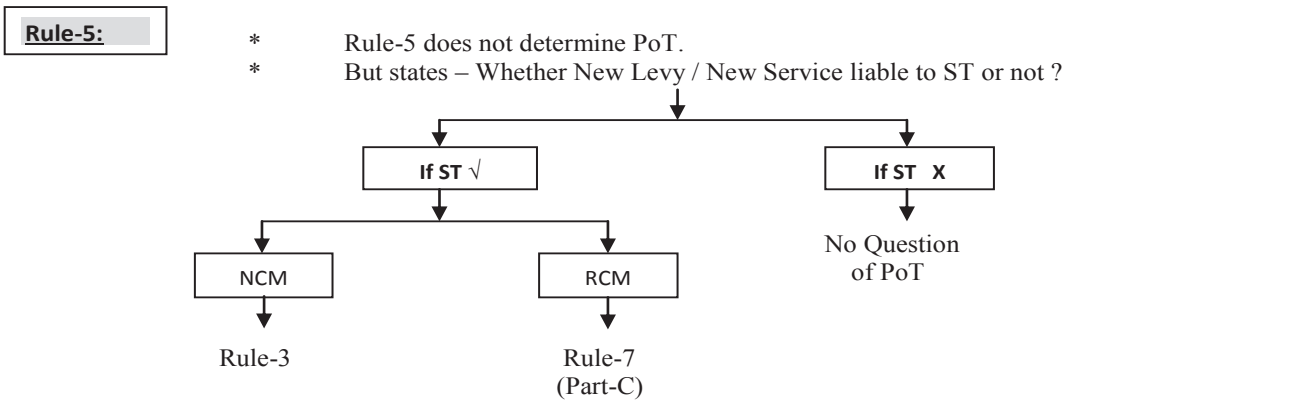 Rule-5:
* Rule-5 does not determine PoT.
* But states – Whether New Levy / New Service liable to ST or not ?
If ST √
If ST X
NCM
RCM
No Question
of PoT
Rule-3
Rule-7
(Part-C)